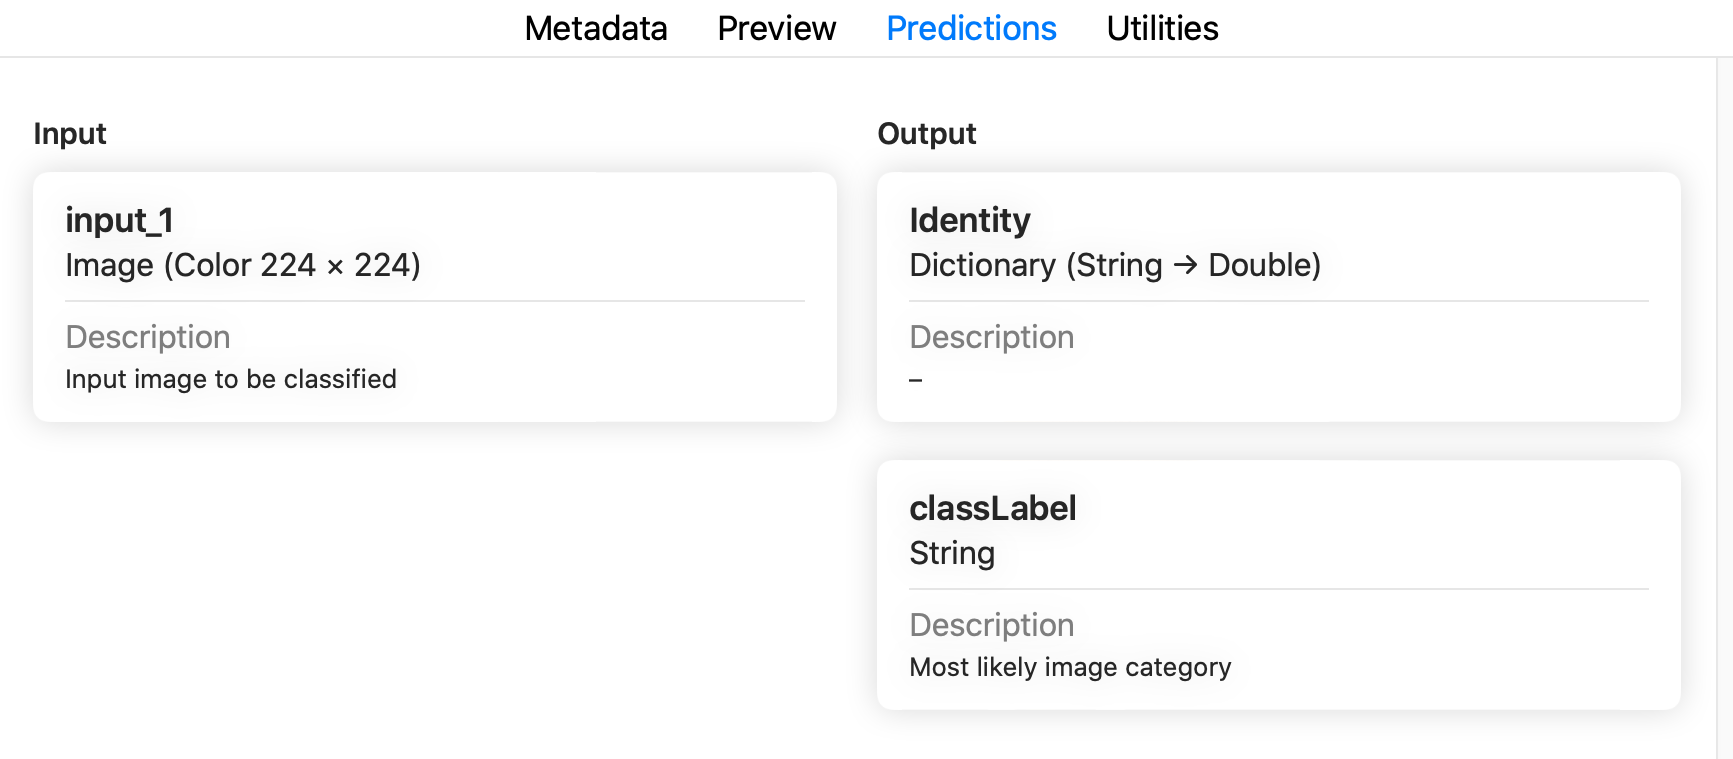 Metadata Preview Predictions Utilities
Input
input_1
Image (Color 224 × 224)
Description
Input image to be classified
Output
Identity
Dictionary (String → Double)
Description
–
classLabel
String
Description
Most likely image category